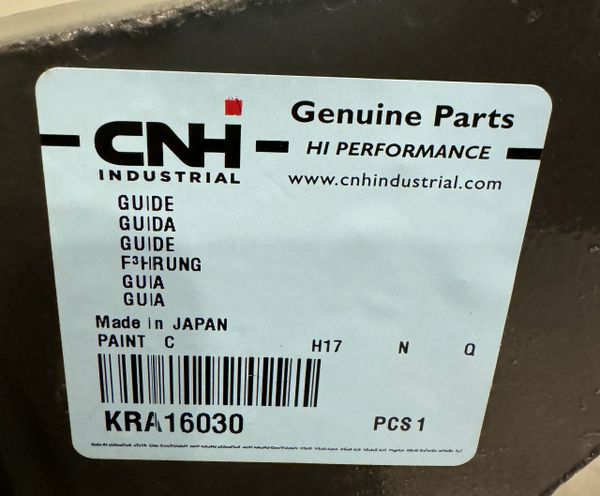 CNH
INDUSTRIAL
Genuine Parts
HI PERFORMANCE
www.cnhindustrial.com
GUIDE
GUIDA
GUIDE
F³HRUNG
GUIA
GUIA
Made in JAPAN
PAINT C H17 N Q
KRA16030 PCS 1